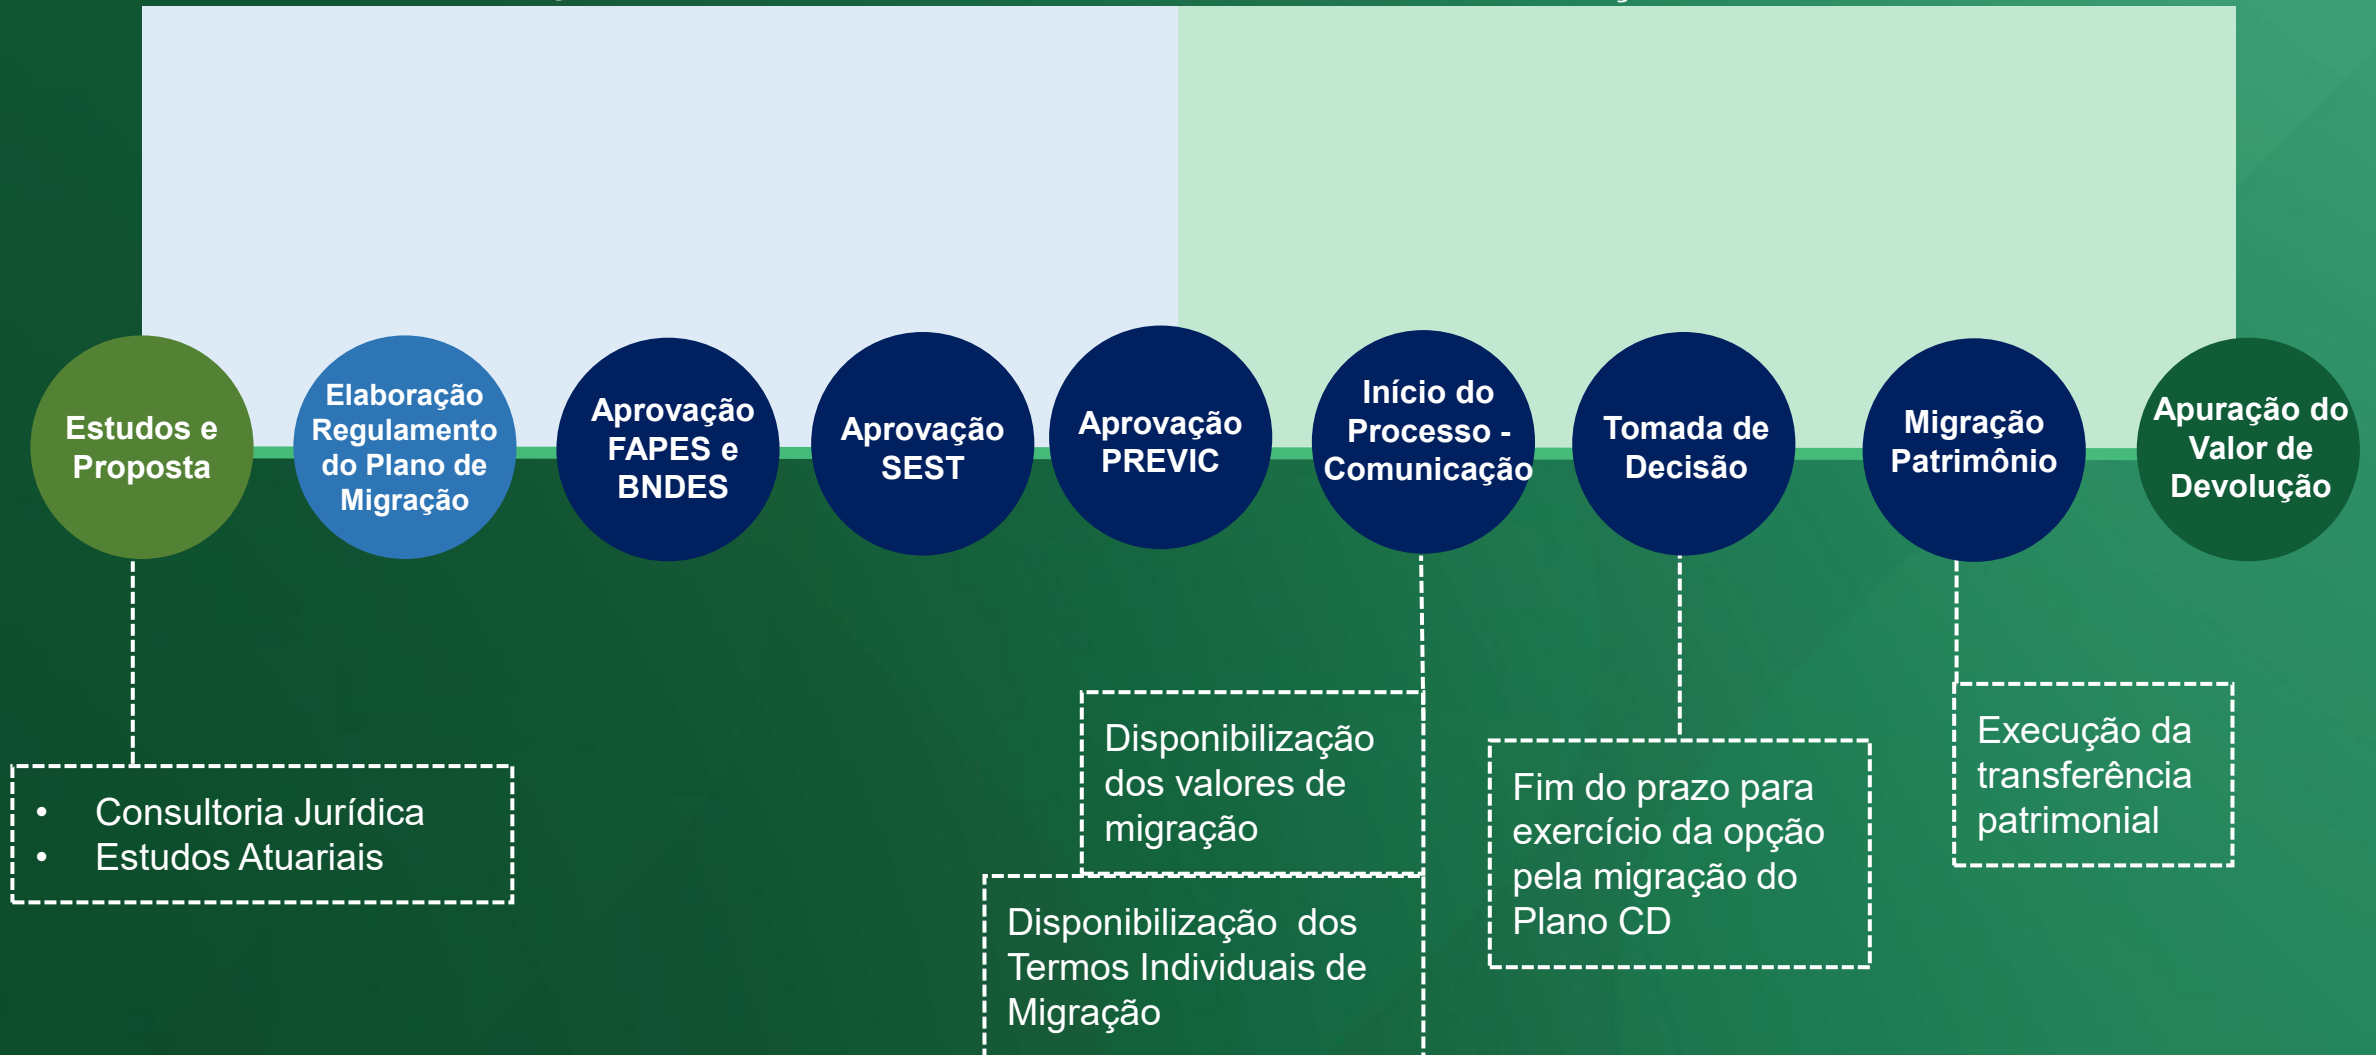 Estudos e
Proposta
Elaboração
Regulamento
do Plano de
Migração
Aprovação
FAPES e
BNDES
Aprovação
SEST
Aprovação
PREVIC
Início do
Processo -
Comunicação
Tomada de
Decisão
Migração
Patrimônio
Apuração do
Valor de
Devolução
• Consultoria Jurídica
• Estudos Atuariais
Disponibilização
dos valores de
migração
Disponibilização dos
Termos Individuais de
Migração
Fim do prazo para
exercício da opção
pela migração do
Plano CD
Execução da
transferência
patrimonial